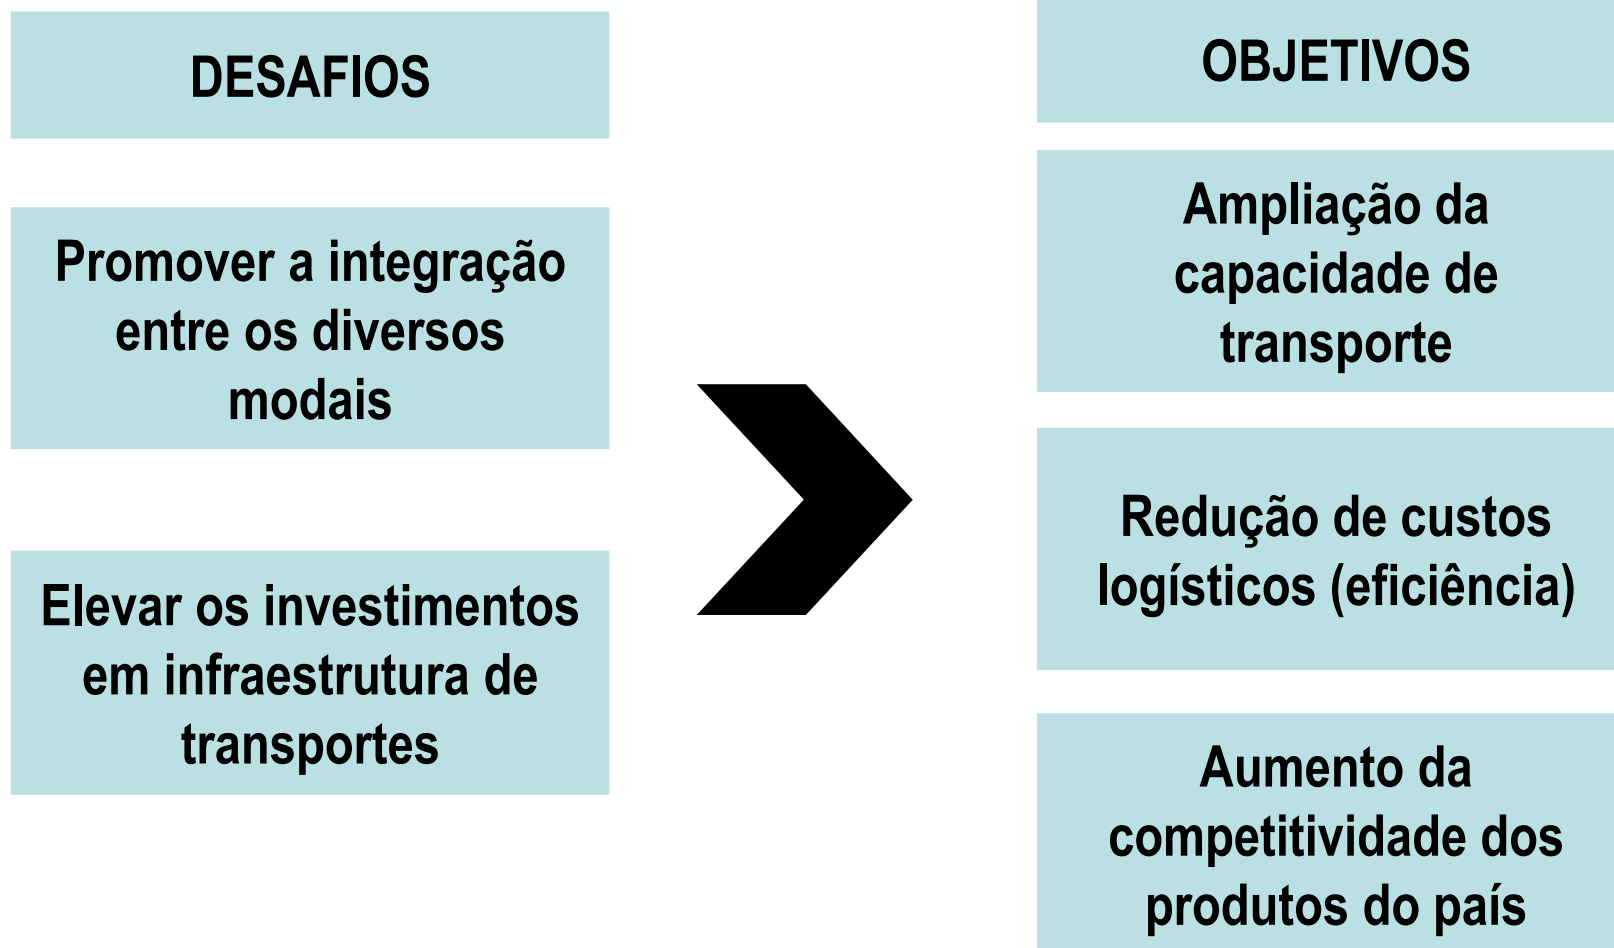 DESAFIOS
Promover a integração
entre os diversos
modais
Elevar os investimentos
em infraestrutura de
transportes
OBJETIVOS
Ampliação da
capacidade de
transporte
Redução de custos
logísticos (eficiência)
Aumento da
competitividade dos
produtos do país